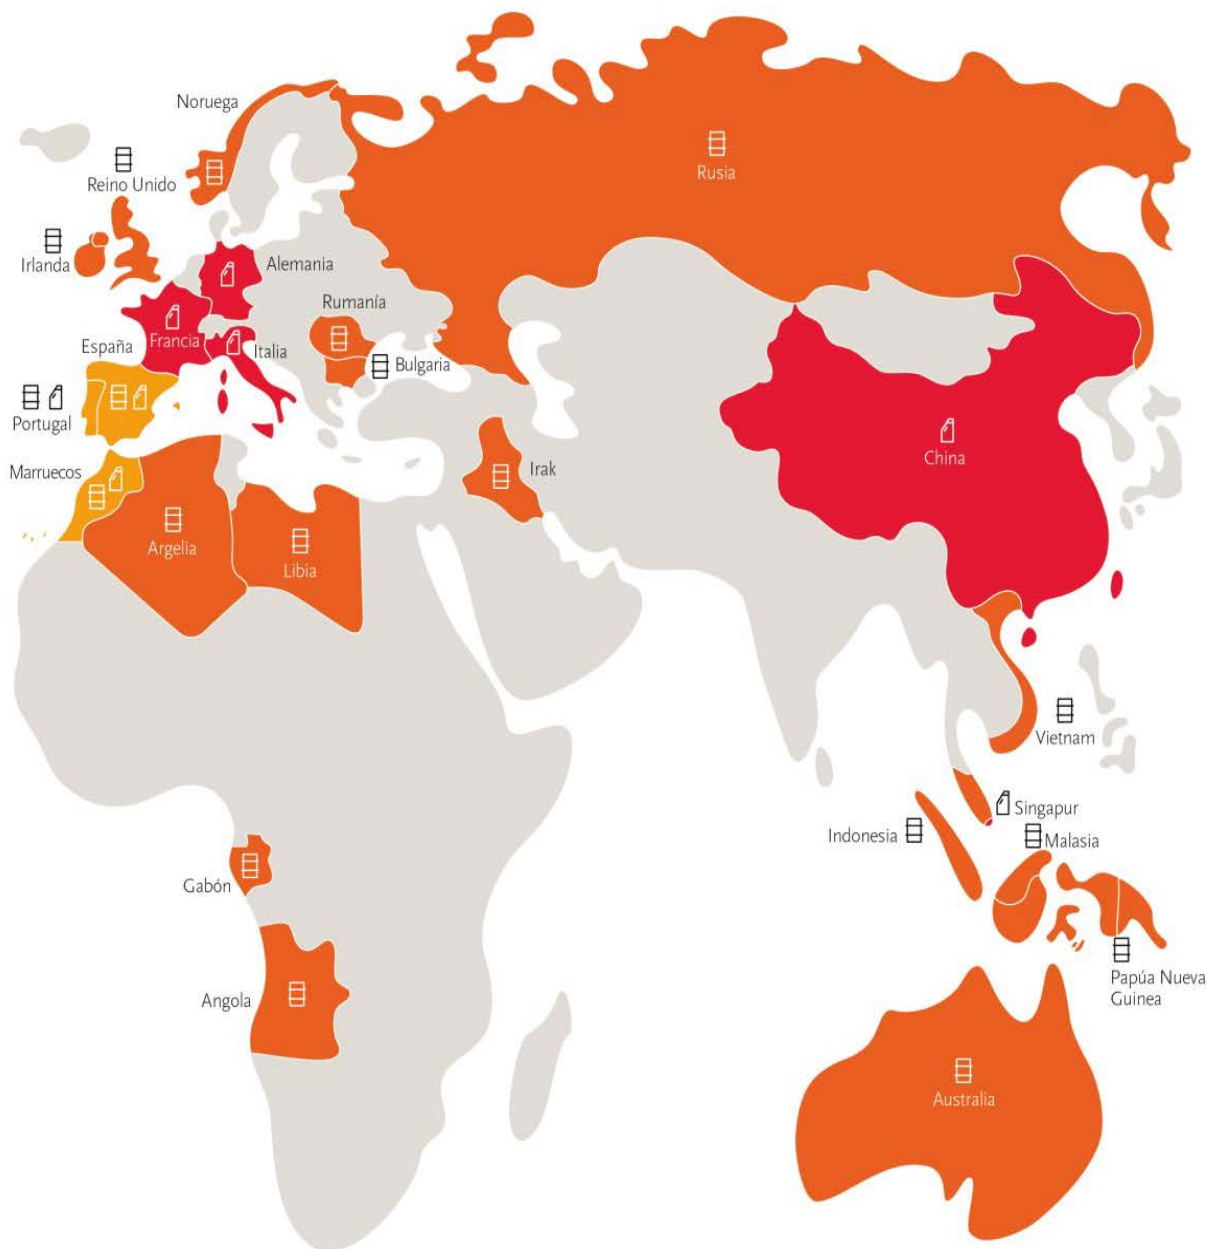 Noruega
Rusia
Reino Unido
Irlanda
Alemania
Rumanía
Francia
Italia
España
Bulgaria
Portugal
Marruecos
Irak
China
Argelia
Libia
Vietnam
Singapur
Indonesia
Malasia
Gabón
Papúa Nueva
Guinea
Angola
Australia